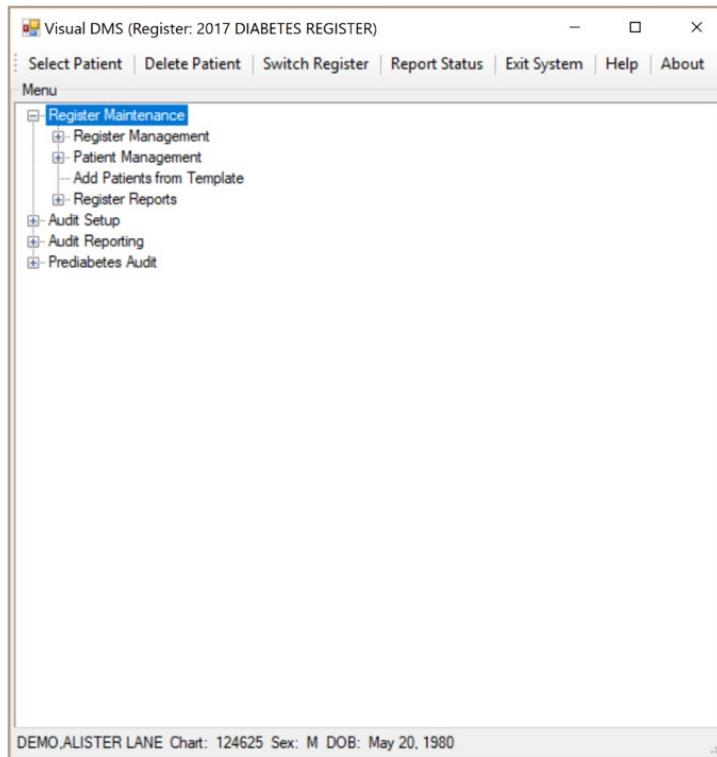 Visual DMS (Register: 2017 DIABETES REGISTER)
Select Patient Delete Patient Switch Register Report Status Exit System Help About
Menu
Register Maintenance
Register Management
Patient Management
Add Patients from Template
Register Reports
Audit Setup
Audit Reporting
Prediabetes Audit
DEMO,ALISTER LANE Chart: 124625 Sex: M DOB: May 20, 1980